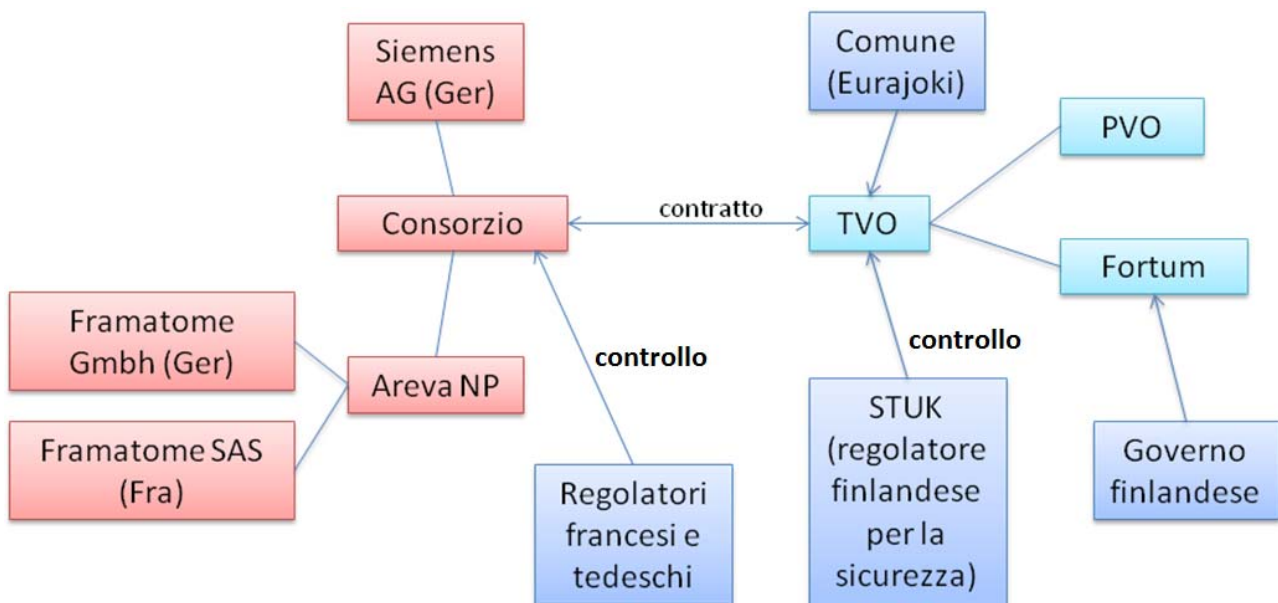 Siemens
AG (Ger)
Comune
(Eurajoki)
PVO
Consorzio
contratto
TVO
Fortum
Framatome
Gmbh (Ger)
controllo
controllo
Areva NP
Framatome SAS
(Fra)
STUK
(regolatore
finlandese
per la
sicurezza)
Governo
finlandese
Regolatori
francesi e
tedeschi